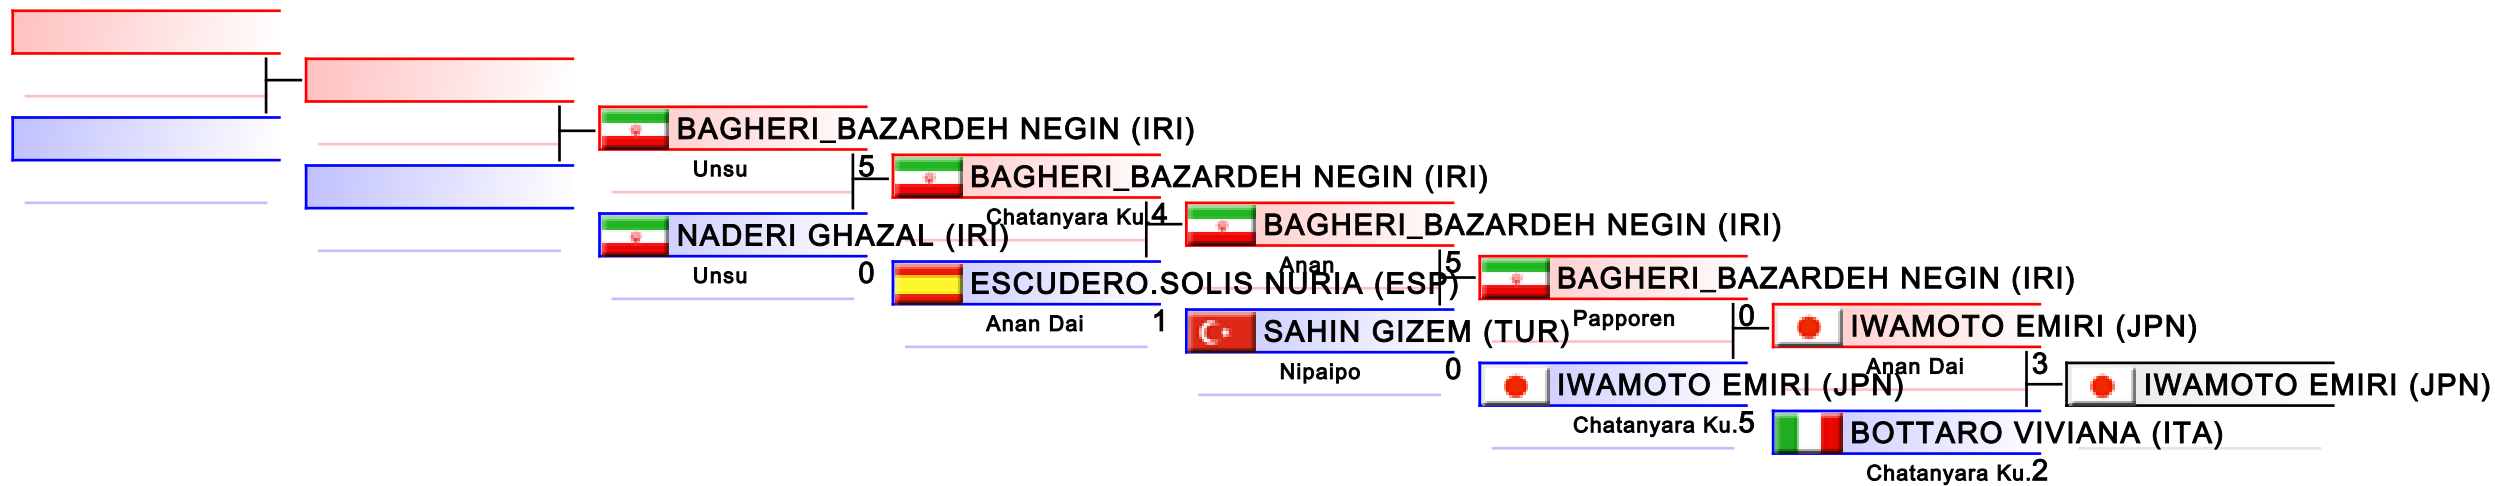 BAGHERI_BAZARDEH NEGIN (IRI)
Unsu 5
NADERI GHAZAL (IRI)
Unsu 0
BAGHERI_BAZARDEH NEGIN (IRI)
Chatanyara Ku. 4
ESCUDERO.SOLIS NURIA (ESP)
Anan Dai 1
BAGHERI_BAZARDEH NEGIN (IRI)
Anan 5
SAHIN GIZEM (TUR)
Nipaipo 0
BAGHERI_BAZARDEH NEGIN (IRI)
Papporen 0
IWAMOTO EMIRI (JPN)
Chatanyara Ku. 5
IWAMOTO EMIRI (JPN)
Anan Dai 3
BOTTARO VIVIANA (ITA)
Chatanyara Ku. 2
IWAMOTO EMIRI (JPN)